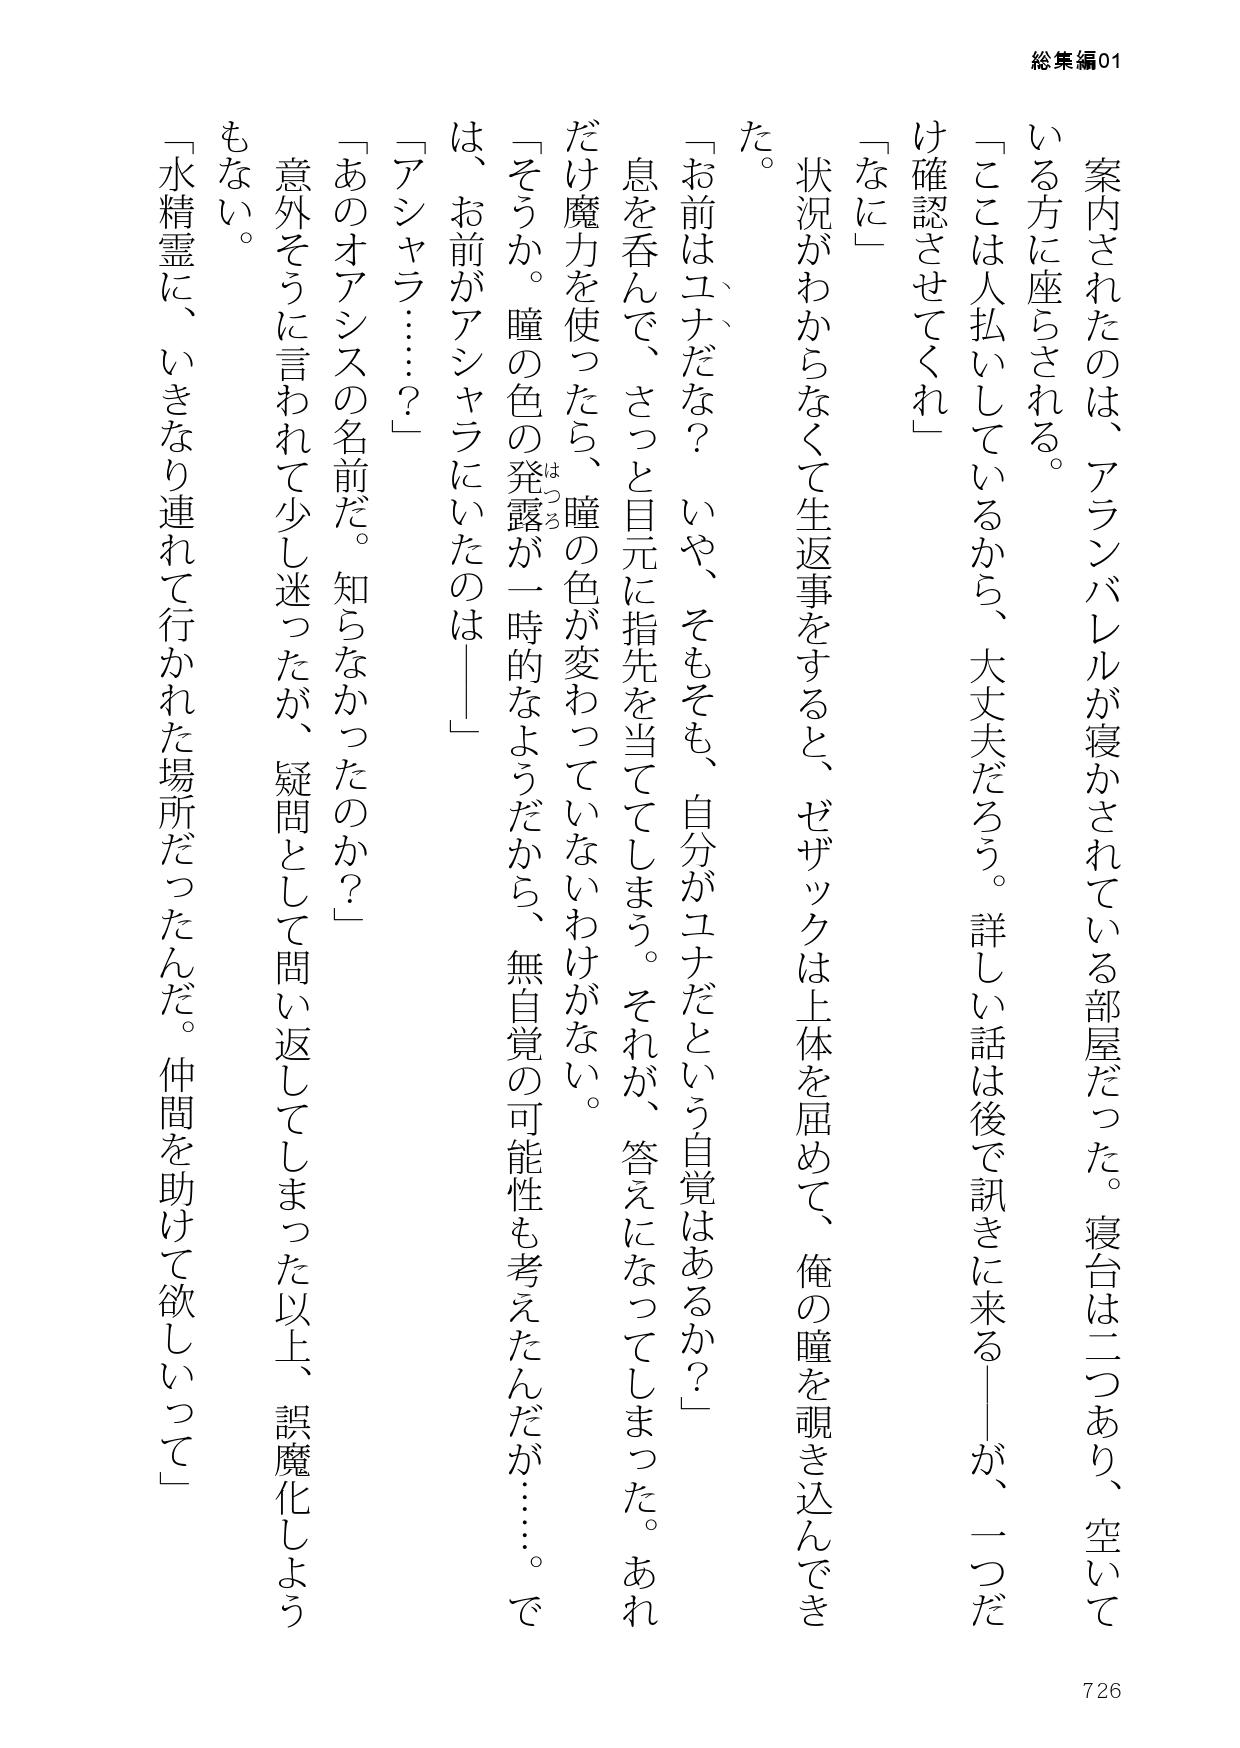 総集編01
　案内されたのは、アランバレルが寝かされている部屋だった。寝台は二つあり、空いて
いる方に座らされる。
「ここは人払いしているから、大丈夫だろう。詳しい話は後で訊きに来る――が、一つだ
け確認させてくれ」
「なに」
　状況がわからなくて生返事をすると、ゼザックは上体を屈めて、俺の瞳を覗き込んでき
た。
「お前はユナだな？　いや、そもそも、自分がユナだという自覚はあるか？」
　息を呑んで、さっと目元に指先を当ててしまう。それが、答えになってしまった。あれ
だけ魔力を使ったら、瞳の色が変わっていないわけがない。
「そうか。瞳の色の発露はつろが一時的なようだから、無自覚の可能性も考えたんだが……。で
は、お前がアシャラにいたのは――」
「アシャラ……？」
「あのオアシスの名前だ。知らなかったのか？」
　意外そうに言われて少し迷ったが、疑問として問い返してしまった以上、誤魔化しよう
もない。
「水精霊に、いきなり連れて行かれた場所だったんだ。仲間を助けて欲しいって」
726